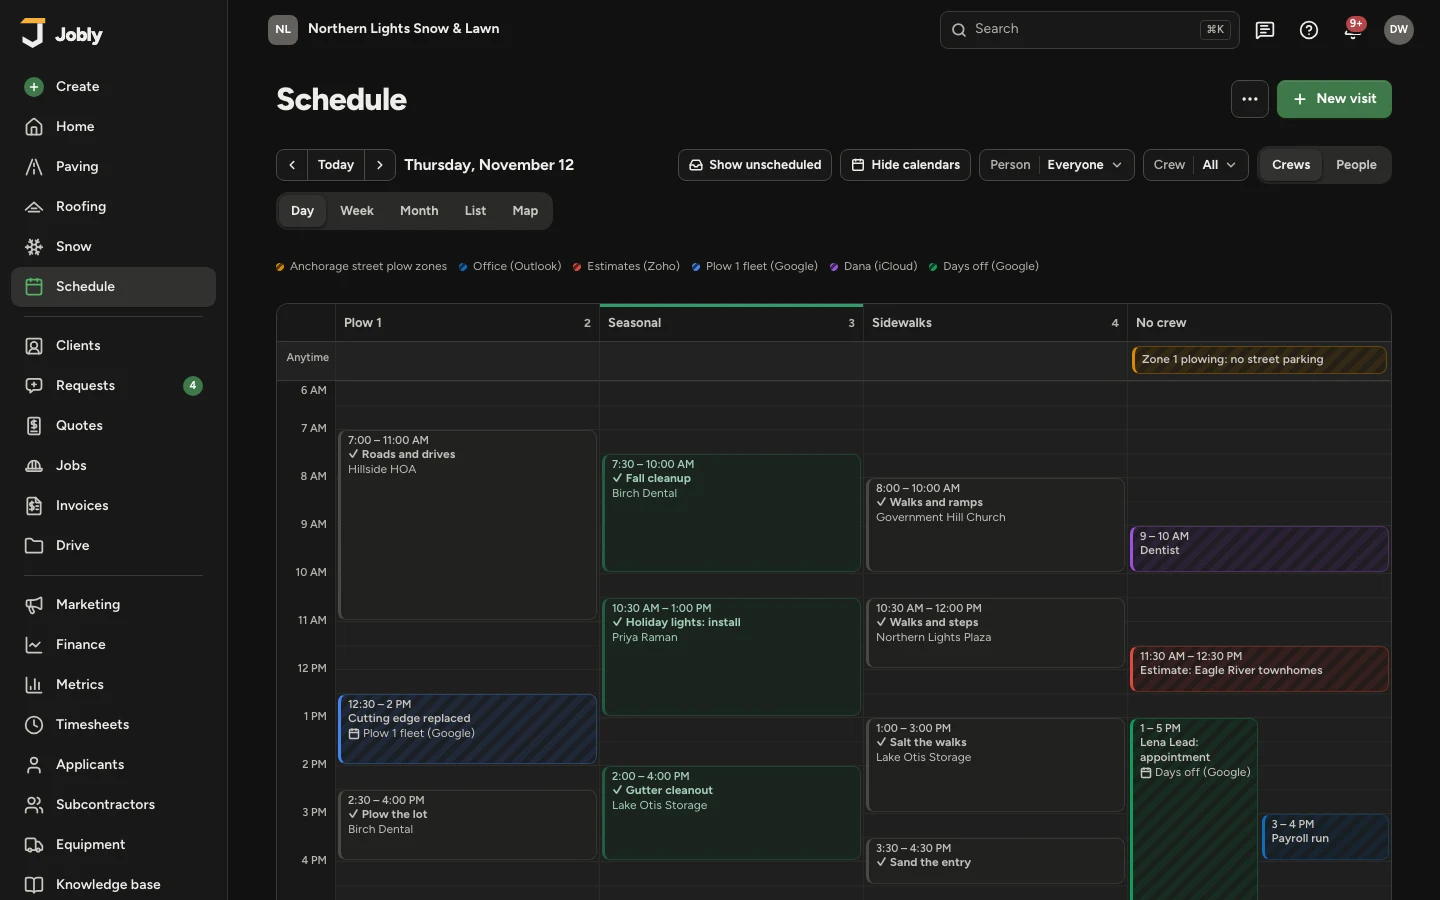 Jobly
NL Northern Lights Snow & Lawn
Search ⌘K
9+
DW
Create
Home
Paving
Roofing
Snow
Schedule
Clients
Requests 4
Quotes
Jobs
Invoices
Drive
Marketing
Finance
Metrics
Timesheets
Applicants
Subcontractors
Equipment
Knowledge base
Schedule
New visit
Today
Thursday, November 12
Show unscheduled
Hide calendars
Person Everyone
Crew All
Crews People
Day Week Month List Map
Anchorage street plow zones Office (Outlook) Estimates (Zoho) Plow 1 fleet (Google) Dana (iCloud) Days off (Google)
Plow 1 2
Seasonal 3
Sidewalks 4
No crew
Anytime
Zone 1 plowing: no street parking
6 AM
7 AM
8 AM
9 AM
10 AM
11 AM
12 PM
1 PM
2 PM
3 PM
4 PM
7:00 – 11:00 AM
✓ Roads and drives
Hillside HOA
12:30 – 2 PM
Cutting edge replaced
Plow 1 fleet (Google)
2:30 – 4:00 PM
✓ Plow the lot
Birch Dental
7:30 – 10:00 AM
✓ Fall cleanup
Birch Dental
10:30 AM – 1:00 PM
✓ Holiday lights: install
Priya Raman
2:00 – 4:00 PM
✓ Gutter cleanout
Lake Otis Storage
8:00 – 10:00 AM
✓ Walks and ramps
Government Hill Church
10:30 AM – 12:00 PM
✓ Walks and steps
Northern Lights Plaza
1:00 – 3:00 PM
✓ Salt the walks
Lake Otis Storage
3:30 – 4:30 PM
✓ Sand the entry
9 – 10 AM
Dentist
11:30 AM – 12:30 PM
Estimate: Eagle River townhomes
1 – 5 PM
Lena Lead:
appointment
Days off (Google)
3 – 4 PM
Payroll run